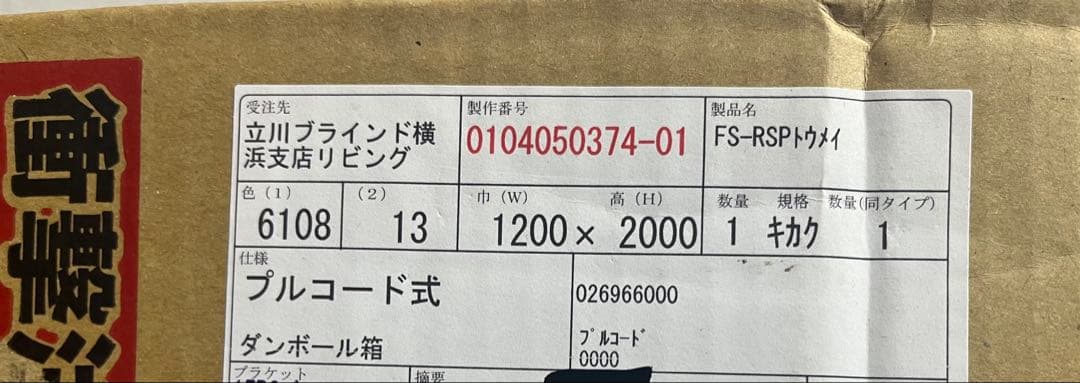 衝撃注
受注先
立川ブラインド横
浜支店リビング
製作番号
0104050374-01
製品名
FS-RSPﾄｳﾒｲ
色(1)
6108
(2)
13
巾(W) 高(H)
1200× 2000
数量 規格 数量(同タイプ)
1 キカク 1
仕様
プルコード式
ダンボール箱
026966000
ﾌﾟﾙｺｰﾄﾞ
0000
ブラケット
摘要